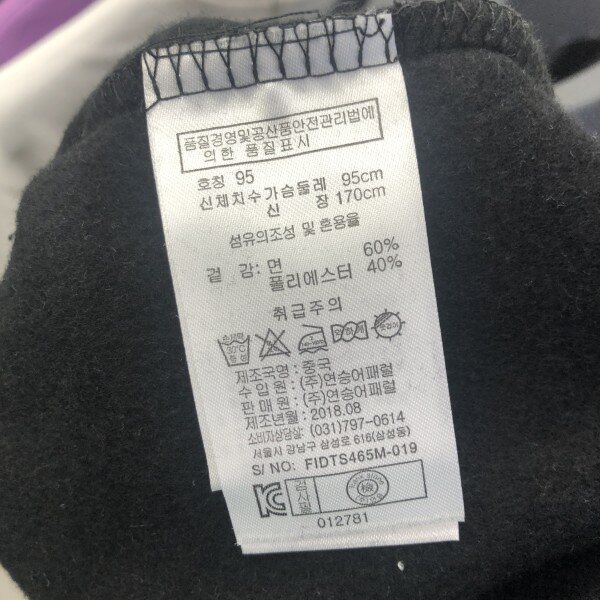 품질경영및공산품안전관리법에
의한 품질표시
호칭 95
신체치수 가슴둘레 95cm
신 장 170cm
섬유의조성 및 혼용율
겉 감: 면 60%
폴리에스터 40%
취급주의
30℃
제조국명 : 중국
수 입 원 : (주)연승어패럴
판 매 원 : (주)연승어패럴
제조년월 : 2018.08
소비자상담실: (031)797-0614
서울시 강남구 삼성로 616(삼성동)
S/ NO: FIDTS465M-019
검사필
012781